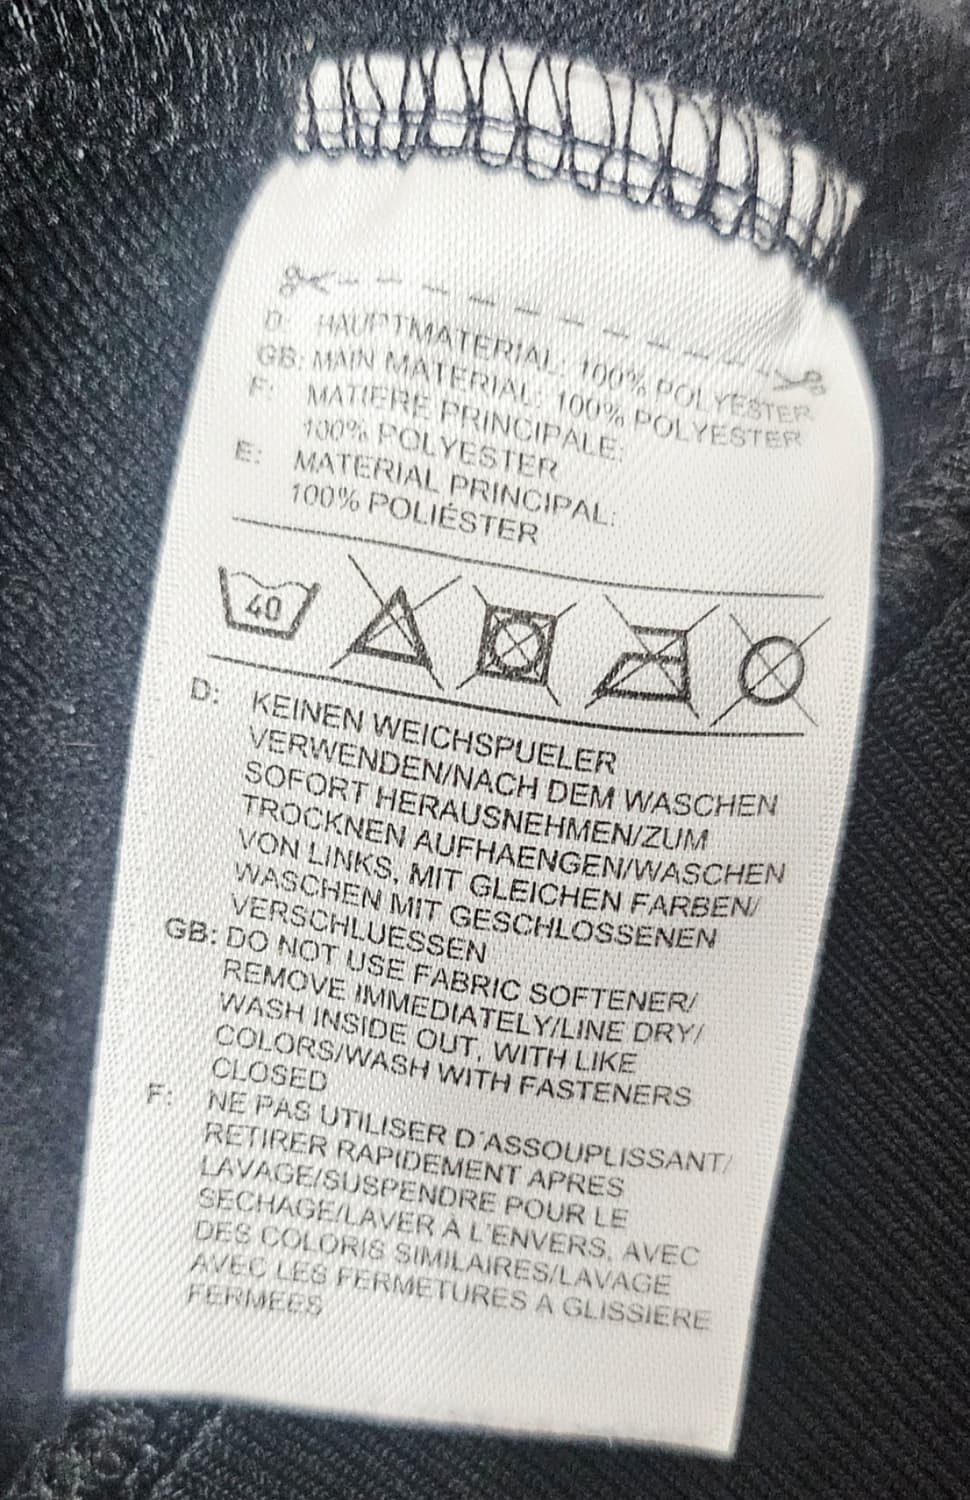 D: HAUPTMATERIAL: 100% POLYESTER
GB: MAIN MATERIAL: 100% POLYESTER
F: MATIERE PRINCIPALE:
100% POLYESTER
E: MATERIAL PRINCIPAL:
100% POLIÉSTER
40
D: KEINEN WEICHSPUELER
VERWENDEN/NACH DEM WASCHEN
SOFORT HERAUSNEHMEN/ZUM
TROCKNEN AUFHAENGEN/WASCHEN
VON LINKS, MIT GLEICHEN FARBEN/
WASCHEN MIT GESCHLOSSENEN
VERSCHLUESSEN
GB: DO NOT USE FABRIC SOFTENER/
REMOVE IMMEDIATELY/LINE DRY/
WASH INSIDE OUT, WITH LIKE
COLORS/WASH WITH FASTENERS
CLOSED
F: NE PAS UTILISER D'ASSOUPLISSANT/
RETIRER RAPIDEMENT APRES
LAVAGE/SUSPENDRE POUR LE
SECHAGE/LAVER À L'ENVERS, AVEC
DES COLORIS SIMILAIRES/LAVAGE
AVEC LES FERMETURES A GLISSIERE
FERMEES